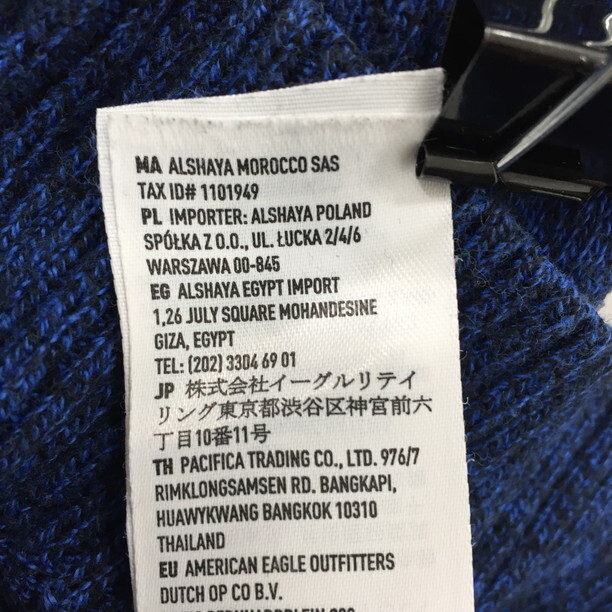 MA ALSHAYA MOROCCO SAS
TAX ID# 1101949
PL IMPORTER: ALSHAYA POLAND
SPÓŁKA Z O.O., UL. ŁUCKA 2/4/6
WARSZAWA 00-845
EG ALSHAYA EGYPT IMPORT
1,26 JULY SQUARE MOHANDESINE
GIZA, EGYPT
TEL: (202) 3304 69 01
JP 株式会社イーグルリテイ
リング東京都渋谷区神宮前六
丁目10番11号
TH PACIFICA TRADING CO., LTD. 976/7
RIMKLONGSAMSEN RD. BANGKAPI,
HUAWYKWANG BANGKOK 10310
THAILAND
EU AMERICAN EAGLE OUTFITTERS
DUTCH OP CO B.V.